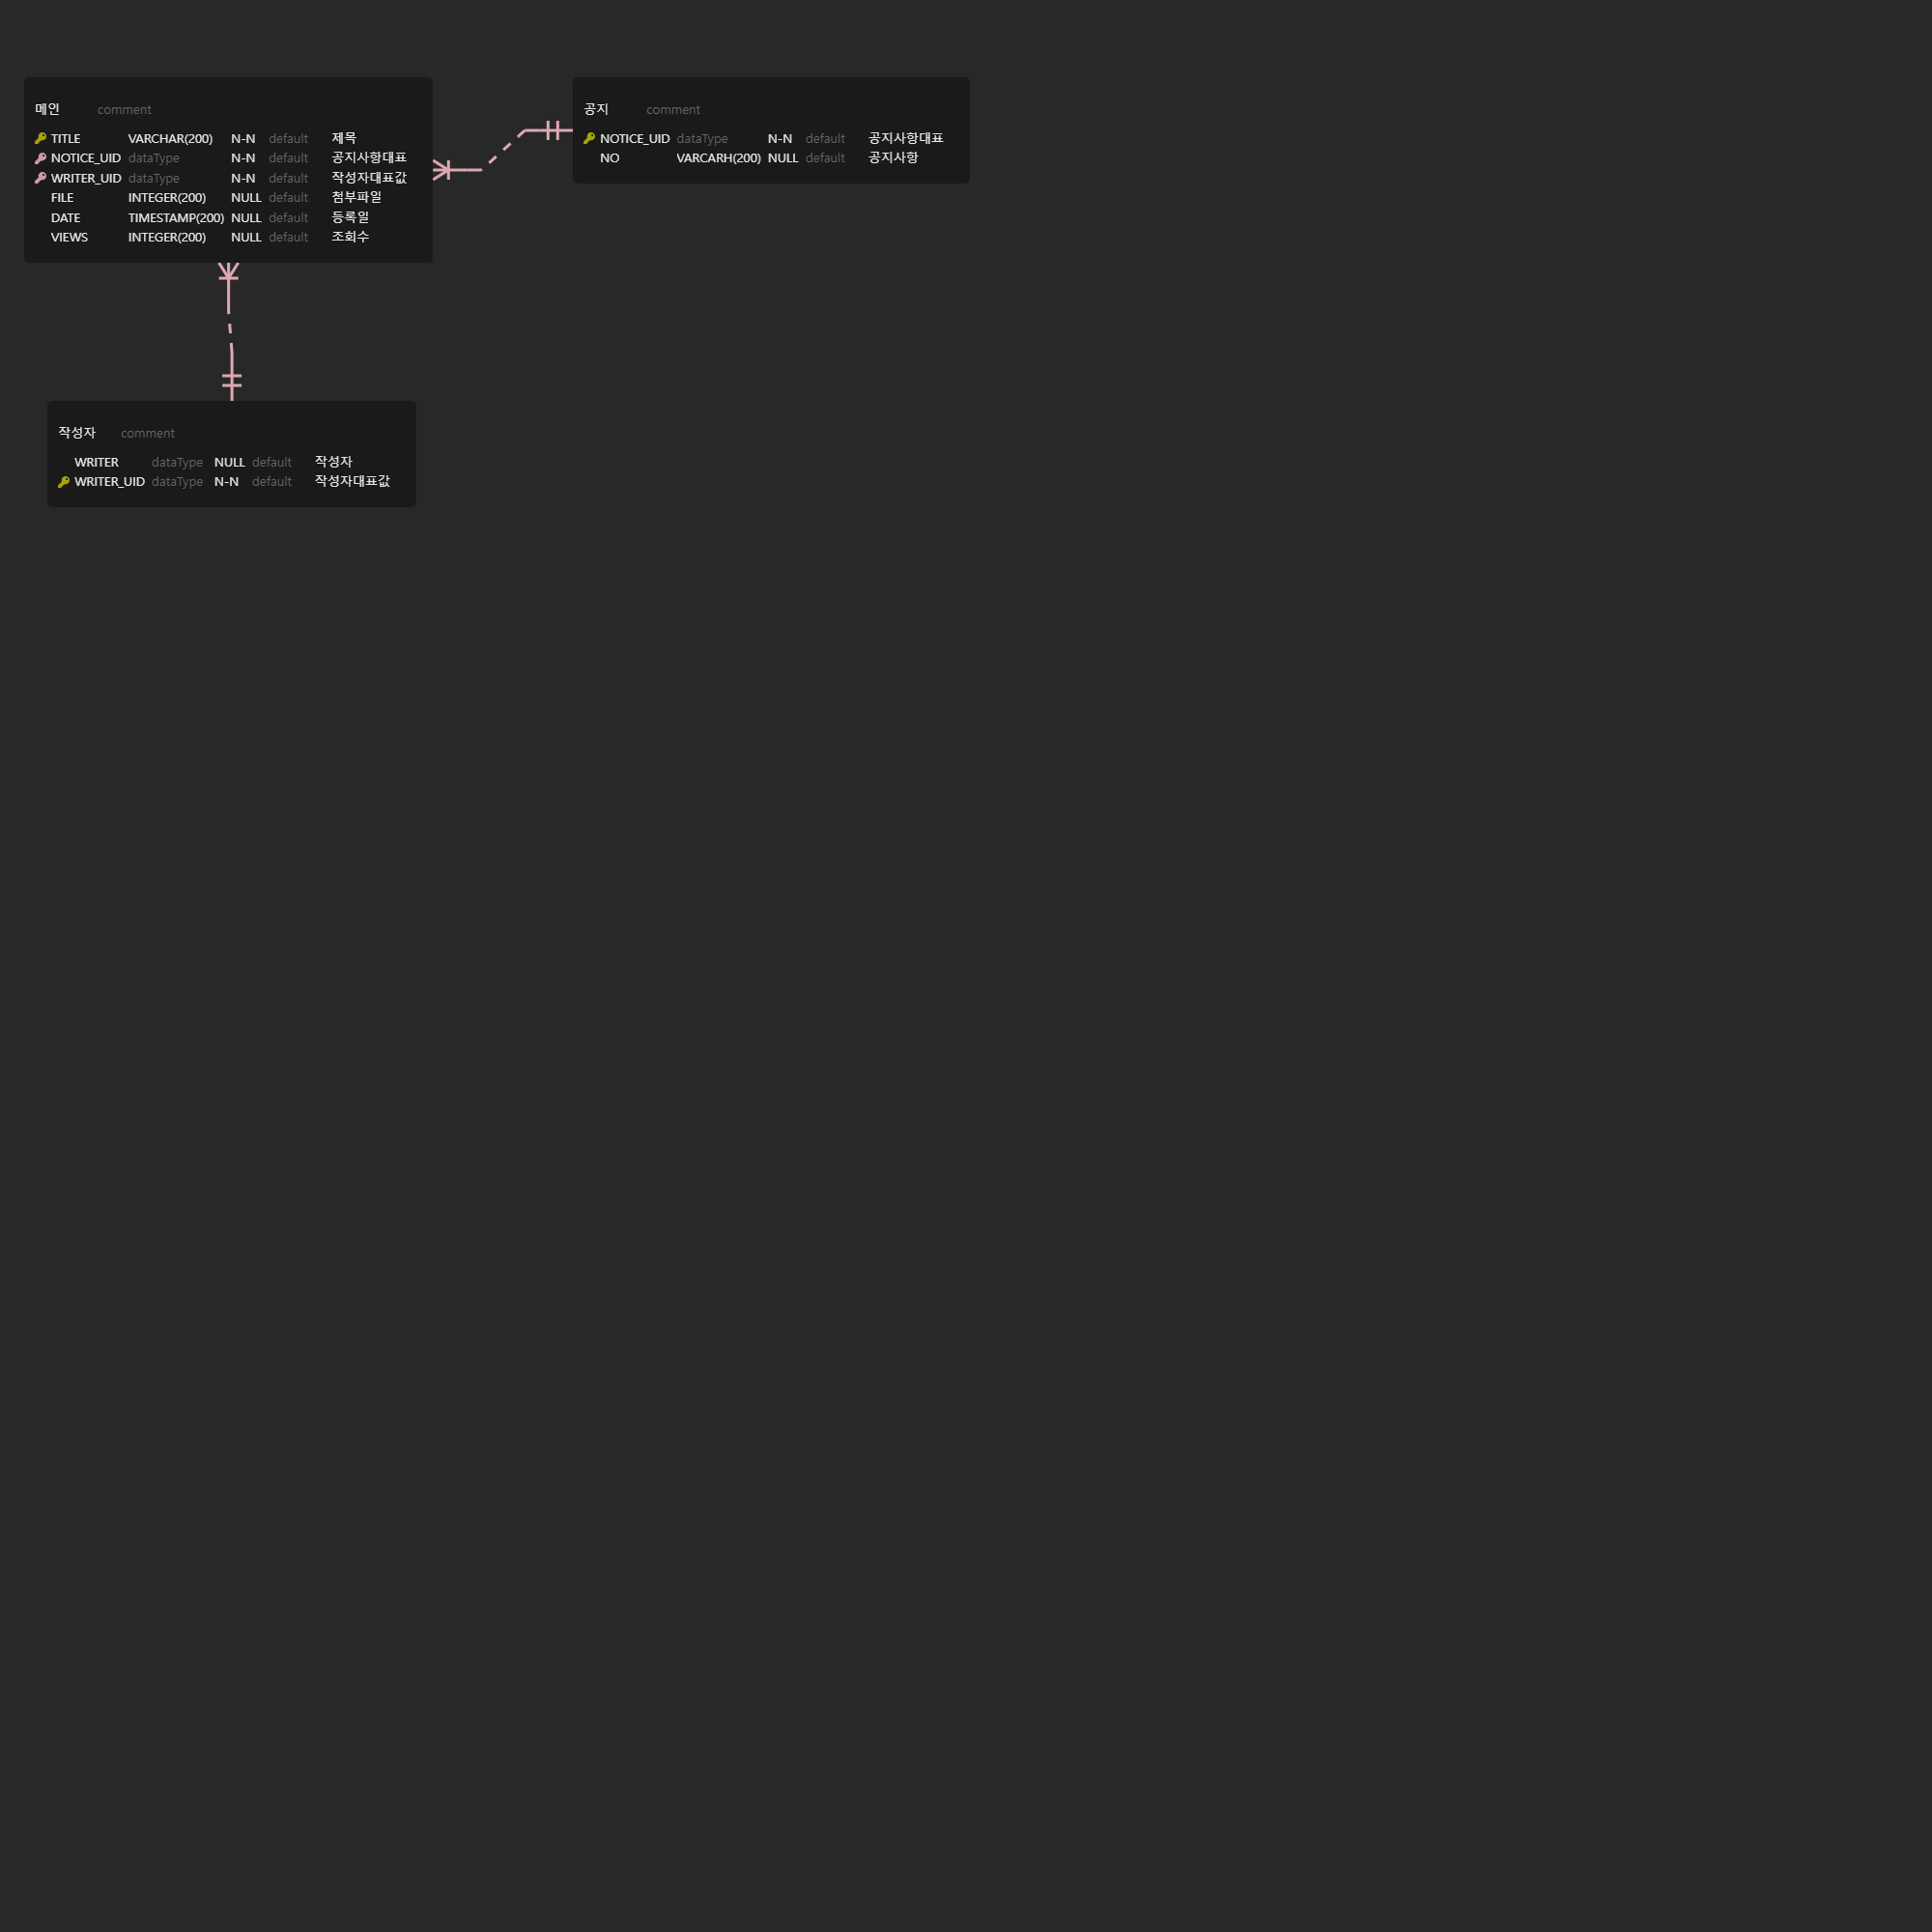 메인 comment
TITLE VARCHAR(200) N-N default 제목
NOTICE_UID dataType N-N default 공지사항대표
WRITER_UID dataType N-N default 작성자대표값
FILE INTEGER(200) NULL default 첨부파일
DATE TIMESTAMP(200) NULL default 등록일
VIEWS INTEGER(200) NULL default 조회수
공지 comment
NOTICE_UID dataType N-N default 공지사항대표
NO VARCARH(200) NULL default 공지사항
작성자 comment
WRITER dataType NULL default 작성자
WRITER_UID dataType N-N default 작성자대표값